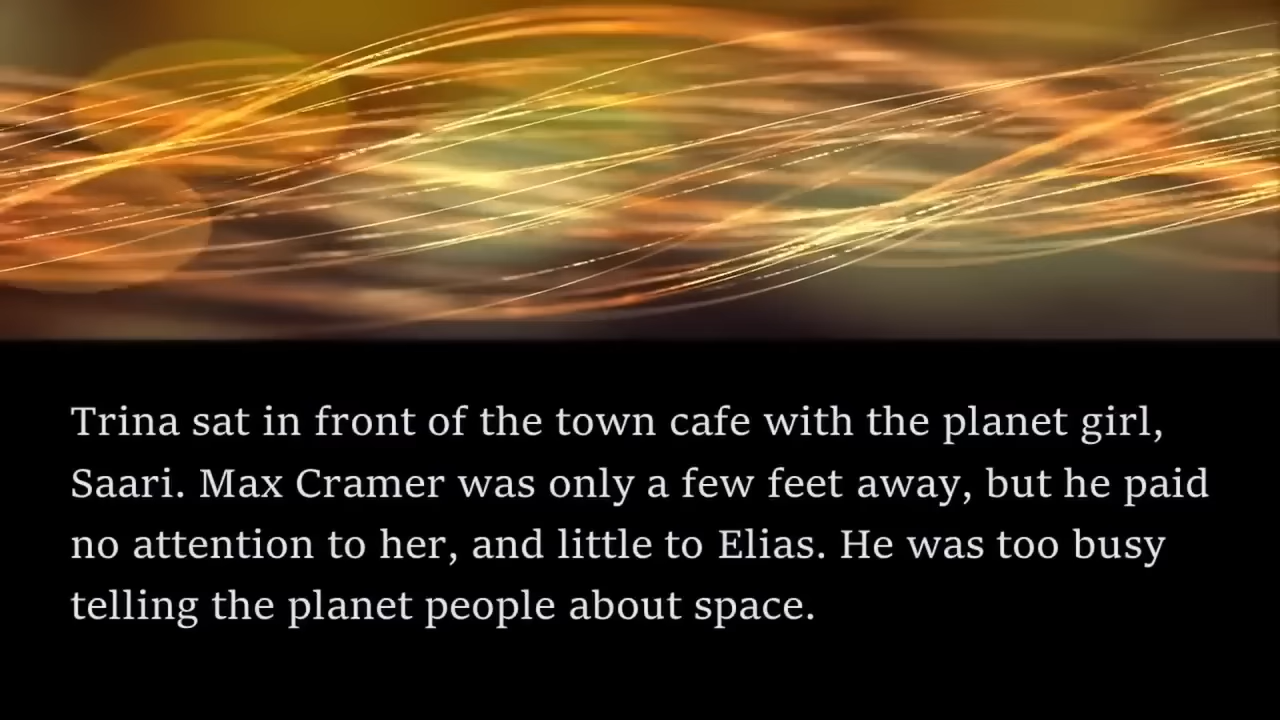 Trina sat in front of the town cafe with the planet girl,
Saari. Max Cramer was only a few feet away, but he paid
no attention to her, and little to Elias. He was too busy
telling the planet people about space.